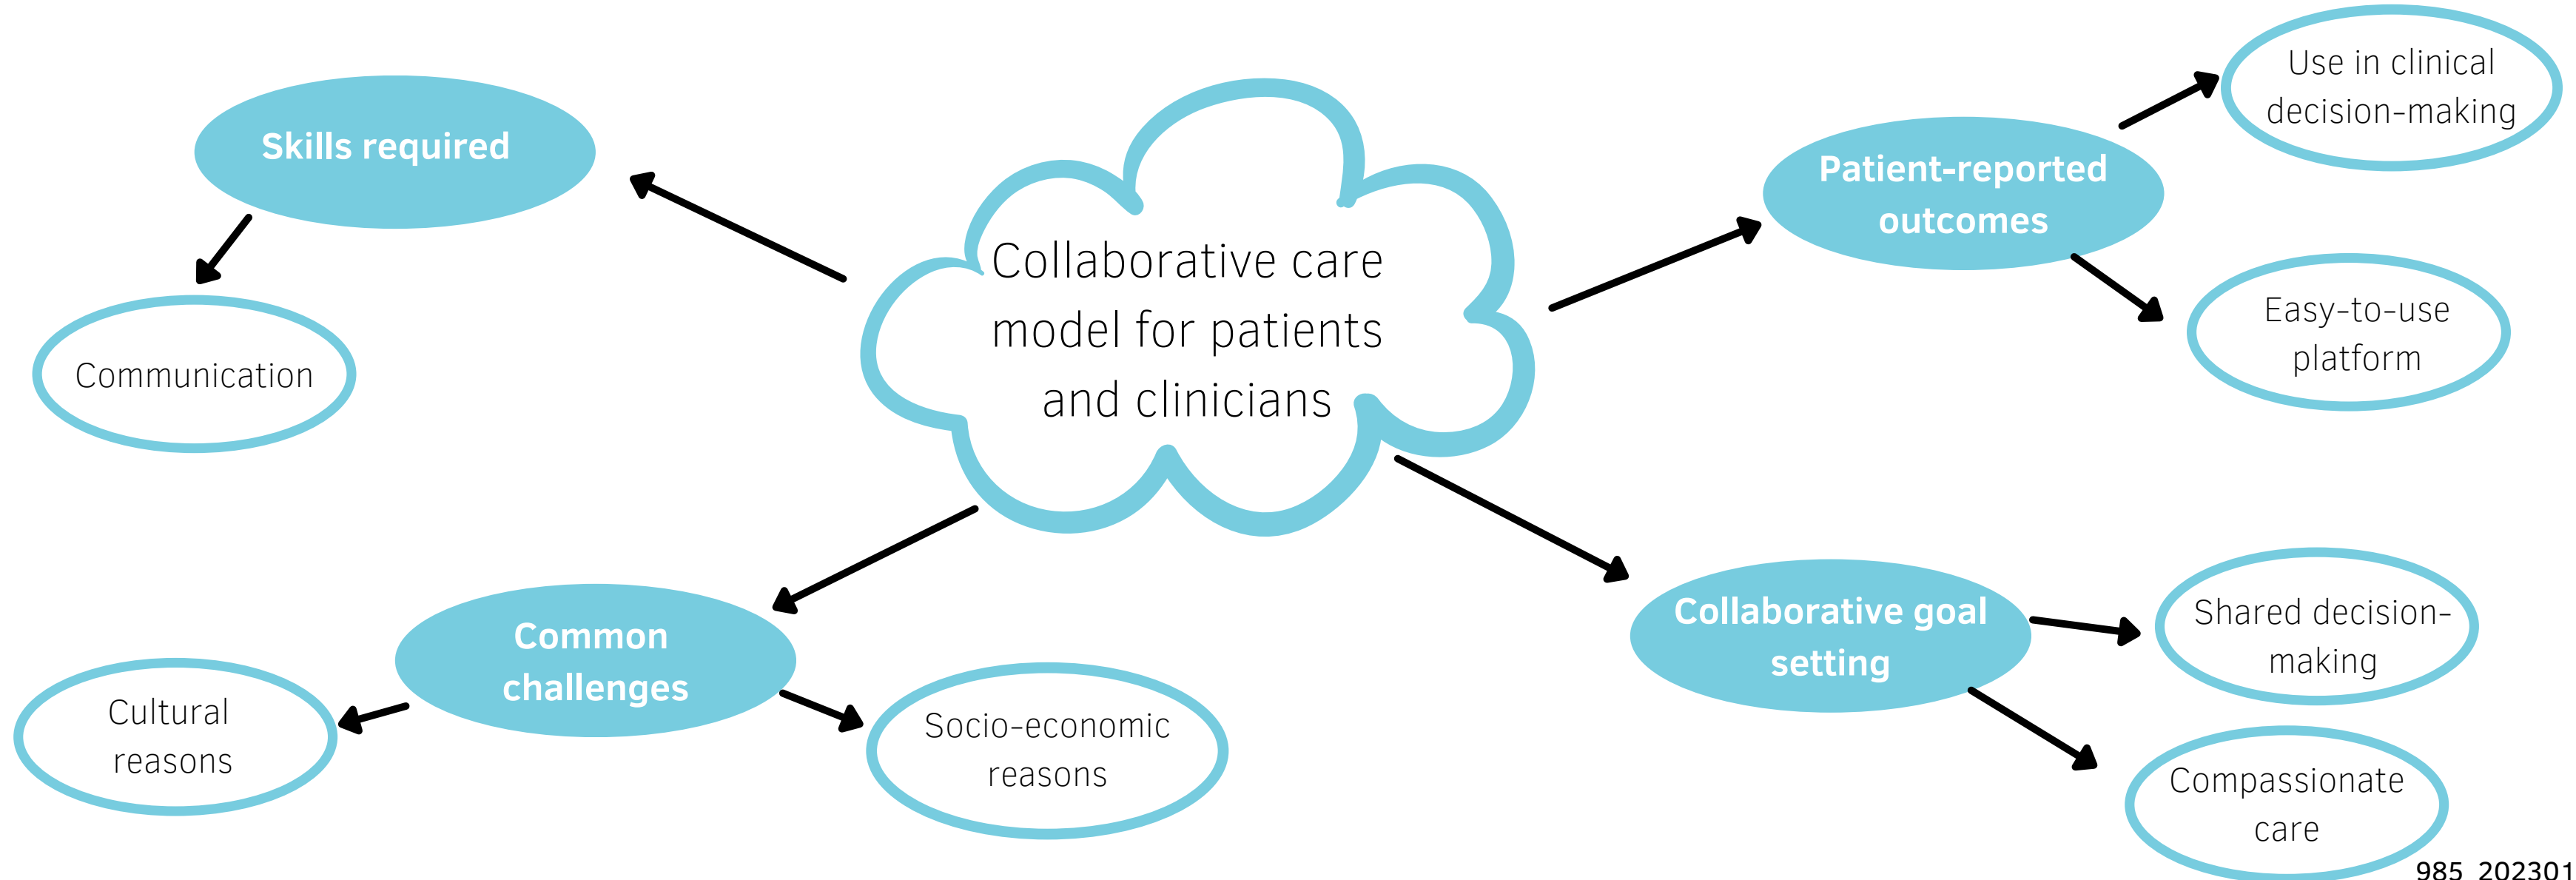 Collaborative care
model for patients
and clinicians
Skills required
Communication
Common
challenges
Cultural
reasons
Socio-economic
reasons
Patient-reported
outcomes
Use in clinical
decision-making
Easy-to-use
platform
Collaborative goal
setting
Shared decision-
making
Compassionate
care
985_202301